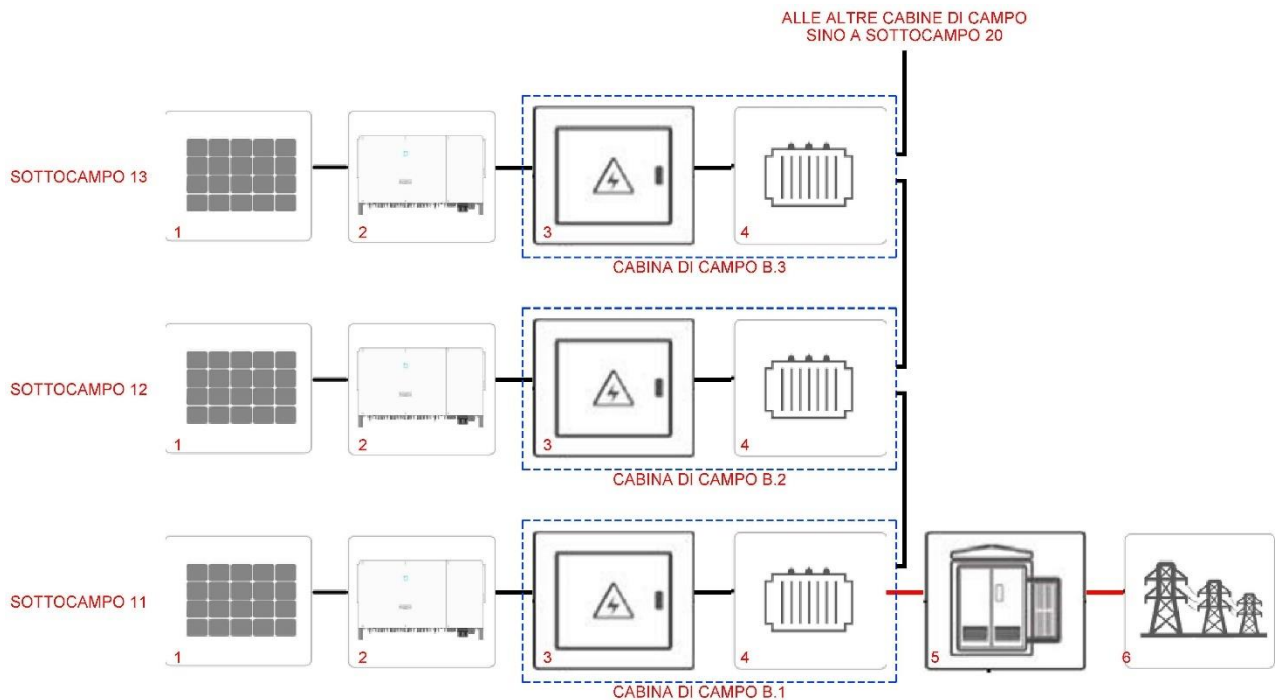 ALLE ALTRE CABINE DI CAMPO
SINO A SOTTOCAMPO 20
SOTTOCAMPO 13
1
2
3
4
CABINA DI CAMPO B.3
SOTTOCAMPO 12
1
2
3
4
CABINA DI CAMPO B.2
SOTTOCAMPO 11
1
2
3
4
5
6
CABINA DI CAMPO B.1